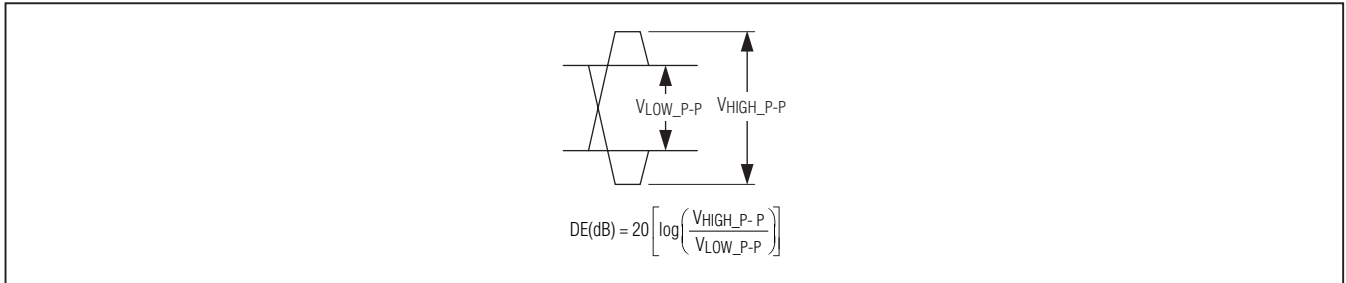 VLOW_P-P VHIGH_P-P
DE(dB) = 20[log(VHIGH_P- P/VLOW_P-P)]